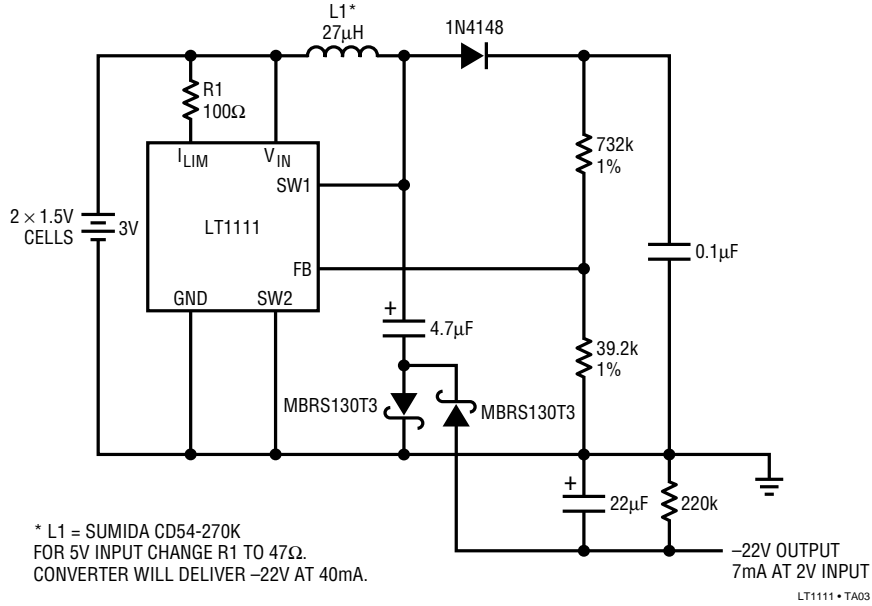 L1*
27µH
1N4148
R1
100Ω
ILIM
VIN
SW1
732k
1%
2 × 1.5V
CELLS
3V
LT1111
FB
0.1µF
GND
SW2
+
4.7µF
39.2k
1%
MBRS130T3
MBRS130T3
+
22µF
220k
* L1 = SUMIDA CD54-270K
FOR 5V INPUT CHANGE R1 TO 47Ω.
CONVERTER WILL DELIVER –22V AT 40mA.
–22V OUTPUT
7mA AT 2V INPUT
LT1111 • TA03